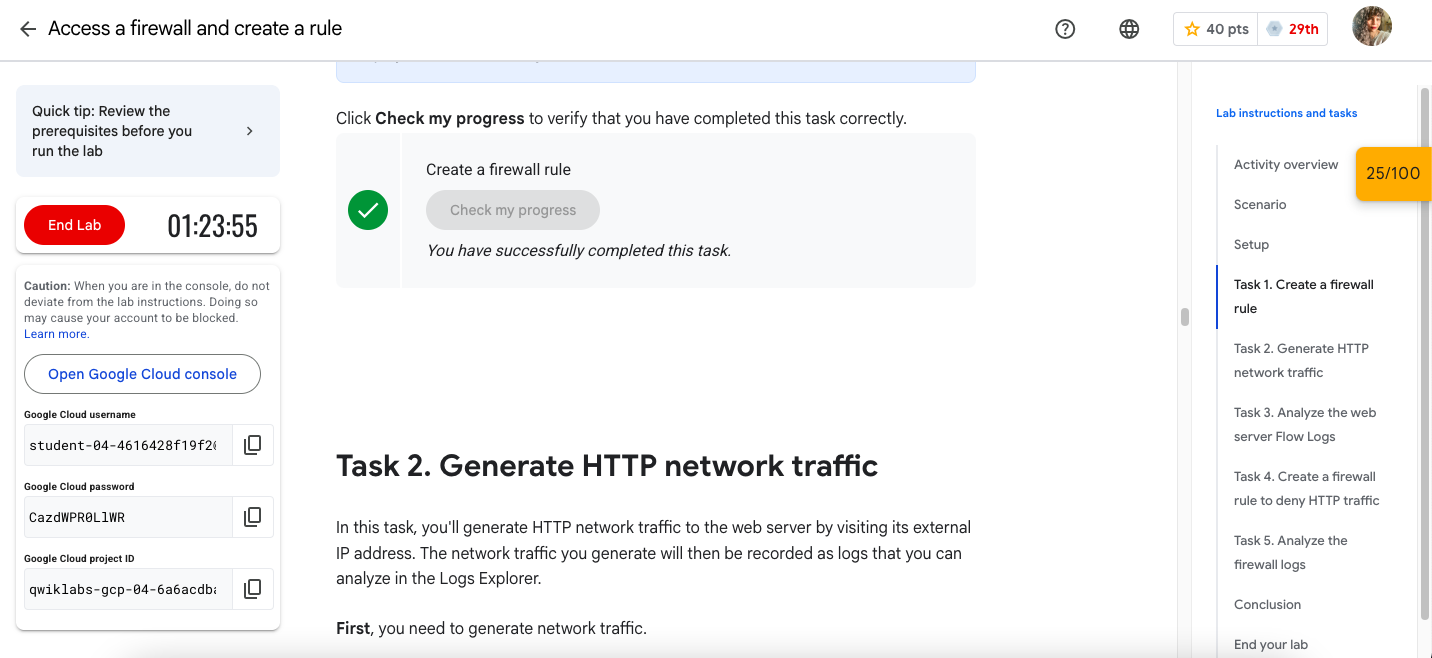 Access a firewall and create a rule
40 pts
29th
Quick tip: Review the
prerequisites before you
run the lab
End Lab
01:23:55
Caution: When you are in the console, do not
deviate from the lab instructions. Doing so
may cause your account to be blocked.
Learn more.
Open Google Cloud console
Google Cloud username
student-04-4616428f19f2
Google Cloud password
CazdWPR0LlWR
Google Cloud project ID
qwiklabs-gcp-04-6a6acdba
Click Check my progress to verify that you have completed this task correctly.
Create a firewall rule
Check my progress
You have successfully completed this task.
Task 2. Generate HTTP network traffic
In this task, you'll generate HTTP network traffic to the web server by visiting its external
IP address. The network traffic you generate will then be recorded as logs that you can
analyze in the Logs Explorer.
First, you need to generate network traffic.
Lab instructions and tasks
Activity overview
25/100
Scenario
Setup
Task 1. Create a firewall
rule
Task 2. Generate HTTP
network traffic
Task 3. Analyze the web
server Flow Logs
Task 4. Create a firewall
rule to deny HTTP traffic
Task 5. Analyze the
firewall logs
Conclusion
End your lab